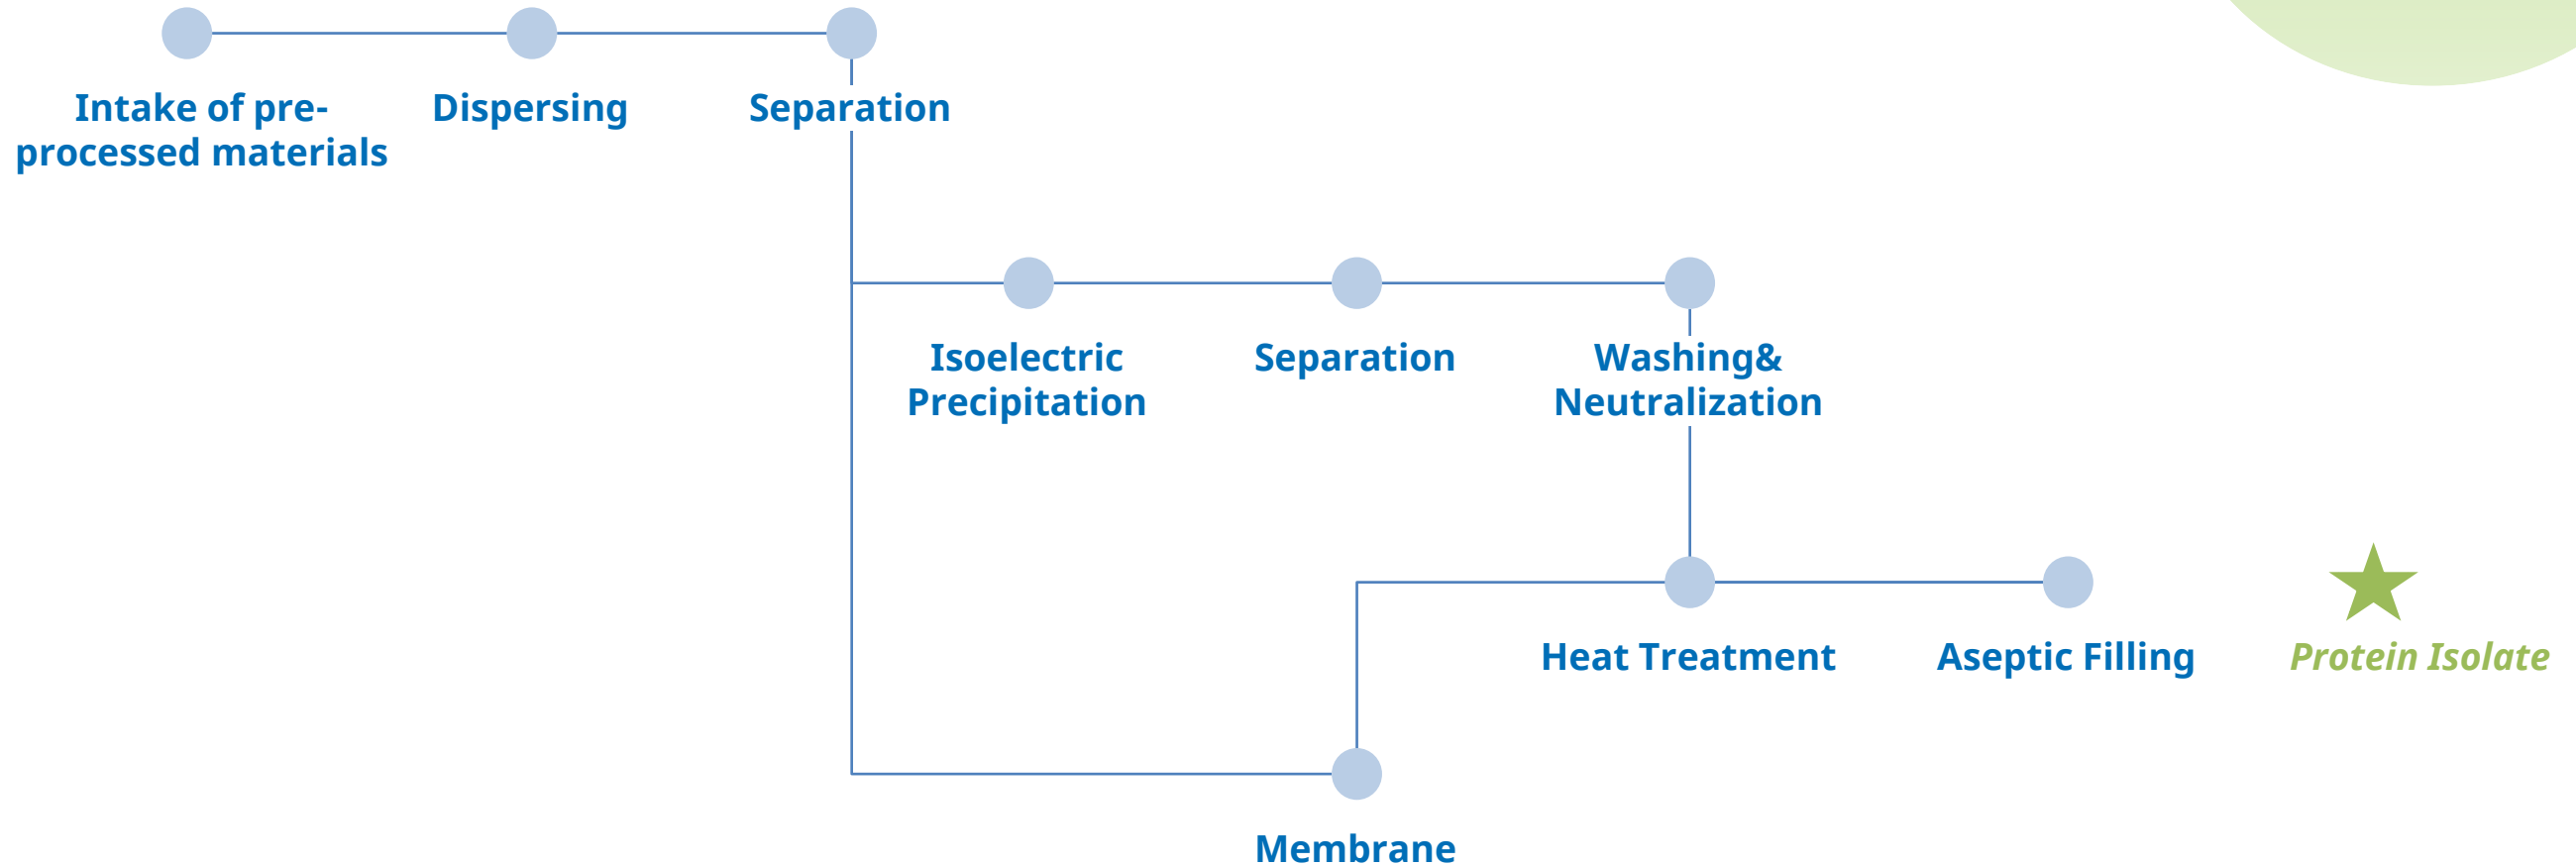 Intake of pre-
processed materials
Dispersing
Separation
Isoelectric
Precipitation
Separation
Washing&
Neutralization
Heat Treatment
Aseptic Filling
Protein Isolate
Membrane